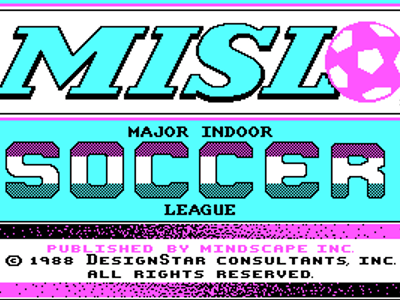 MISL
MAJOR INDOOR
SOCCER
LEAGUE
PUBLISHED BY MINDSCAPE INC.
© 1988 DESIGNSTAR CONSULTANTS, INC.
ALL RIGHTS RESERVED.